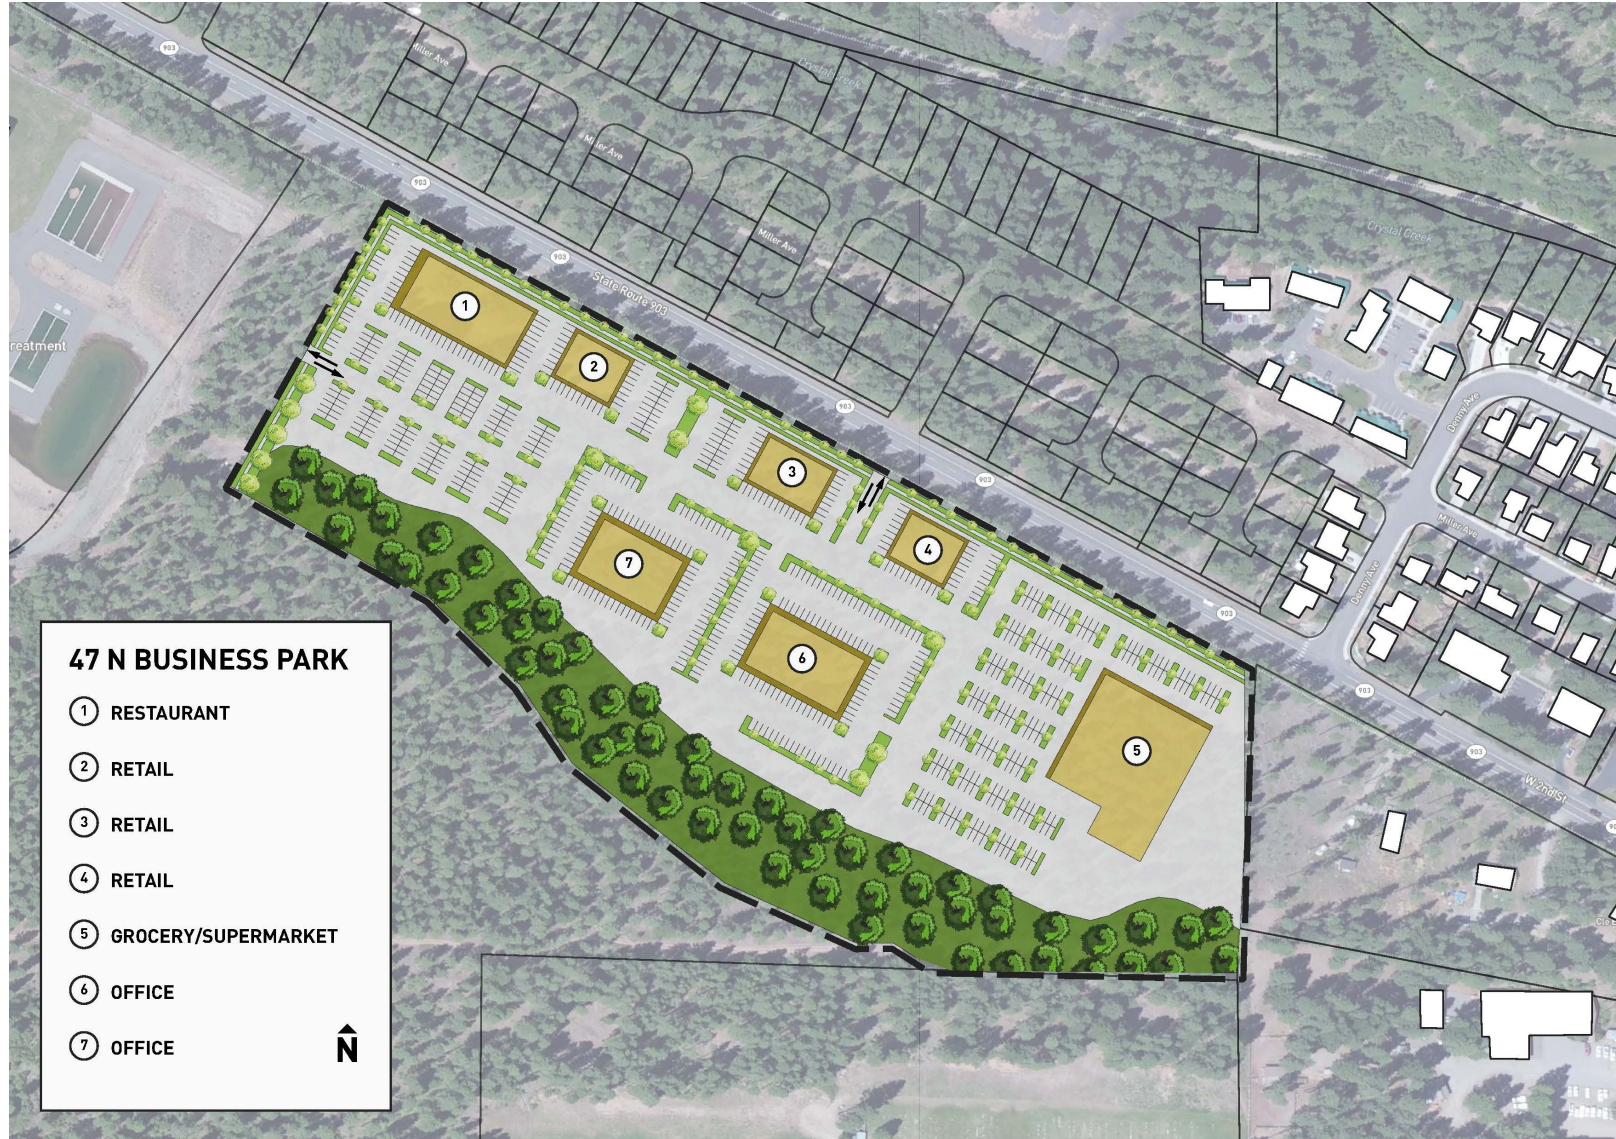 903
Miller Ave
Crystal Creek
Miller Ave
903
Miller Ave
Crystal Creek
903
State Route 903
reatment
1
2
903
Denny Ave
3
903
4
Miller Ave
7
Denny Ave
903
6
903
5
903
W 2nd St
47 N BUSINESS PARK
1 RESTAURANT
2 RETAIL
3 RETAIL
4 RETAIL
5 GROCERY/SUPERMARKET
6 OFFICE
7 OFFICE
N